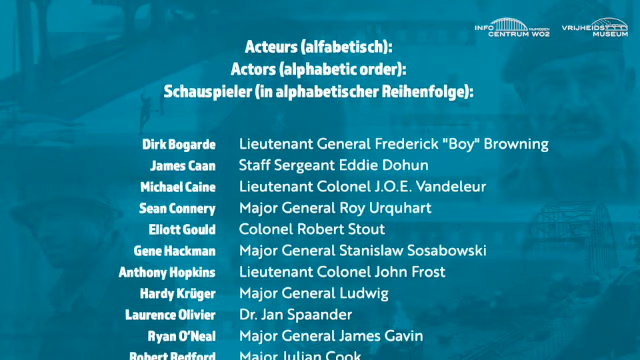 INFO
NIJMEGEN
CENTRUM WO2
VRIJHEIDS
MUSEUM
Acteurs (alfabetisch):
Actors (alphabetic order):
Schauspieler (in alphabetischer Reihenfolge):
Dirk Bogarde Lieutenant General Frederick "Boy" Browning
James Caan Staff Sergeant Eddie Dohun
Michael Caine Lieutenant Colonel J.O.E. Vandeleur
Sean Connery Major General Roy Urquhart
Eliott Gould Colonel Robert Stout
Gene Hackman Major General Stanislaw Sosabowski
Anthony Hopkins Lieutenant Colonel John Frost
Hardy Krüger Major General Ludwig
Laurence Olivier Dr. Jan Spaander
Ryan O'Neal Major General James Gavin
Robert Redford Major Julian Cook